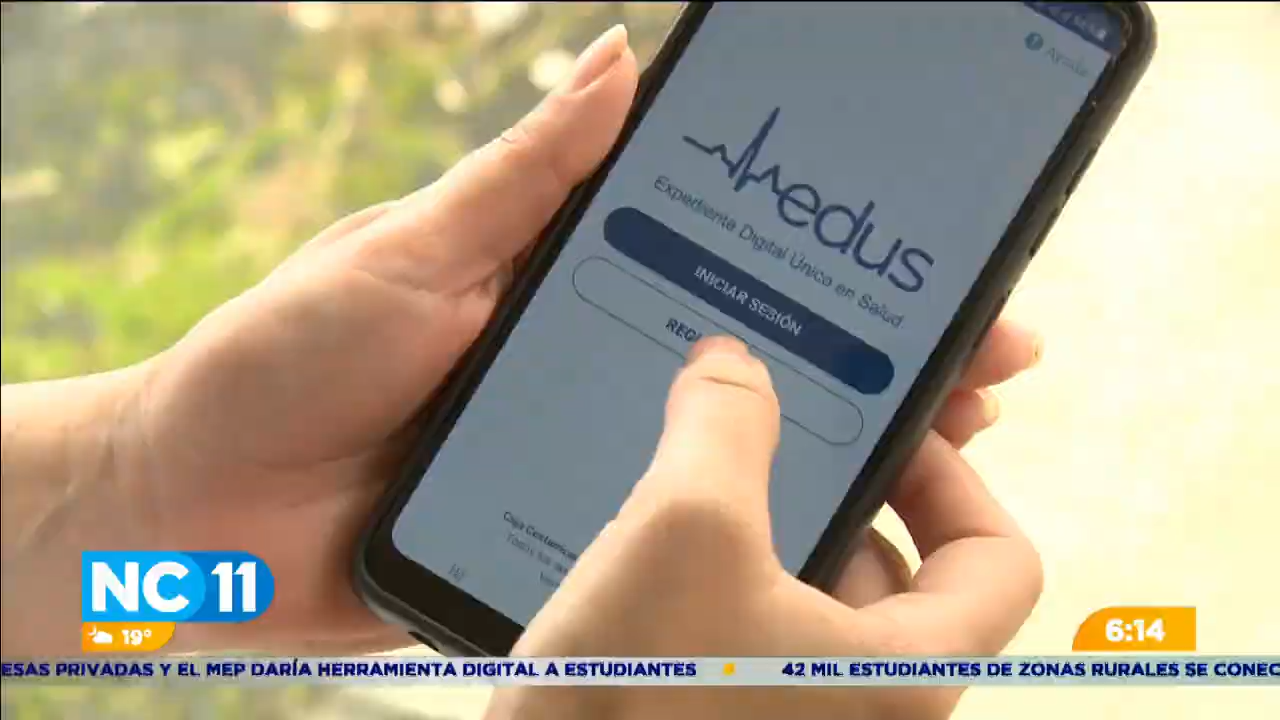 Ayuda
edus
Expediente Digital Único en Salud
INICIAR SESIÓN
NC 11
19°
6:14
ESAS PRIVADAS Y EL MEP DARÍA HERRAMIENTA DIGITAL A ESTUDIANTES
42 MIL ESTUDIANTES DE ZONAS RURALES SE CONEC